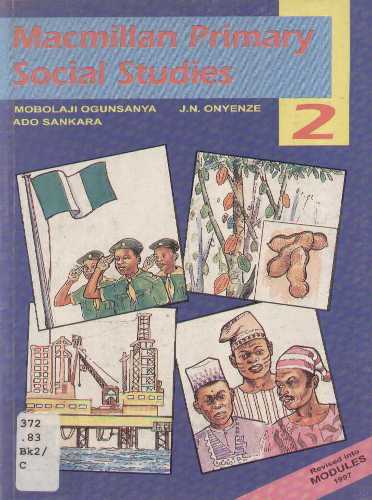 Macmillan Primary
Social Studies
MOBOLAJI OGUNSANYA J.N. ONYENZE
ADO SANKARA
2
372
.83
Bk2/
C
Revised into
MODULES
1997